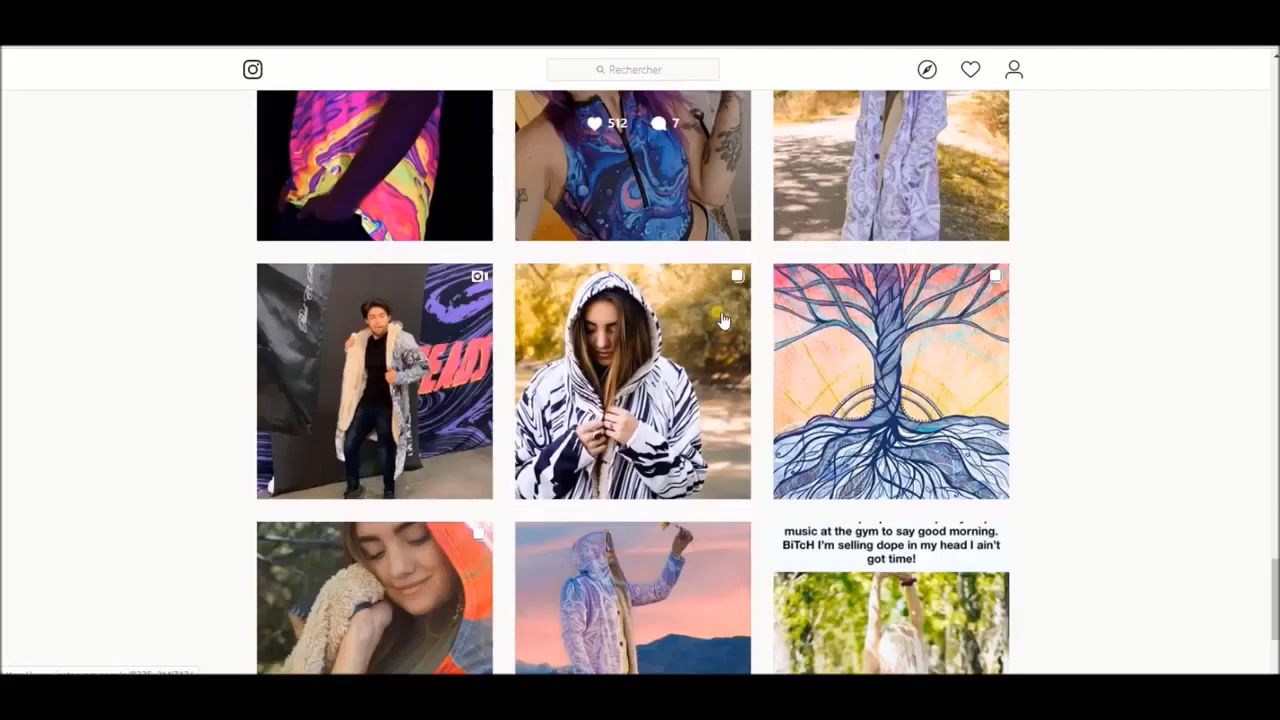 Rechercher
512 7
EADS
music at the gym to say good morning.
BiTcH I'm selling dope in my head I ain't
got time!